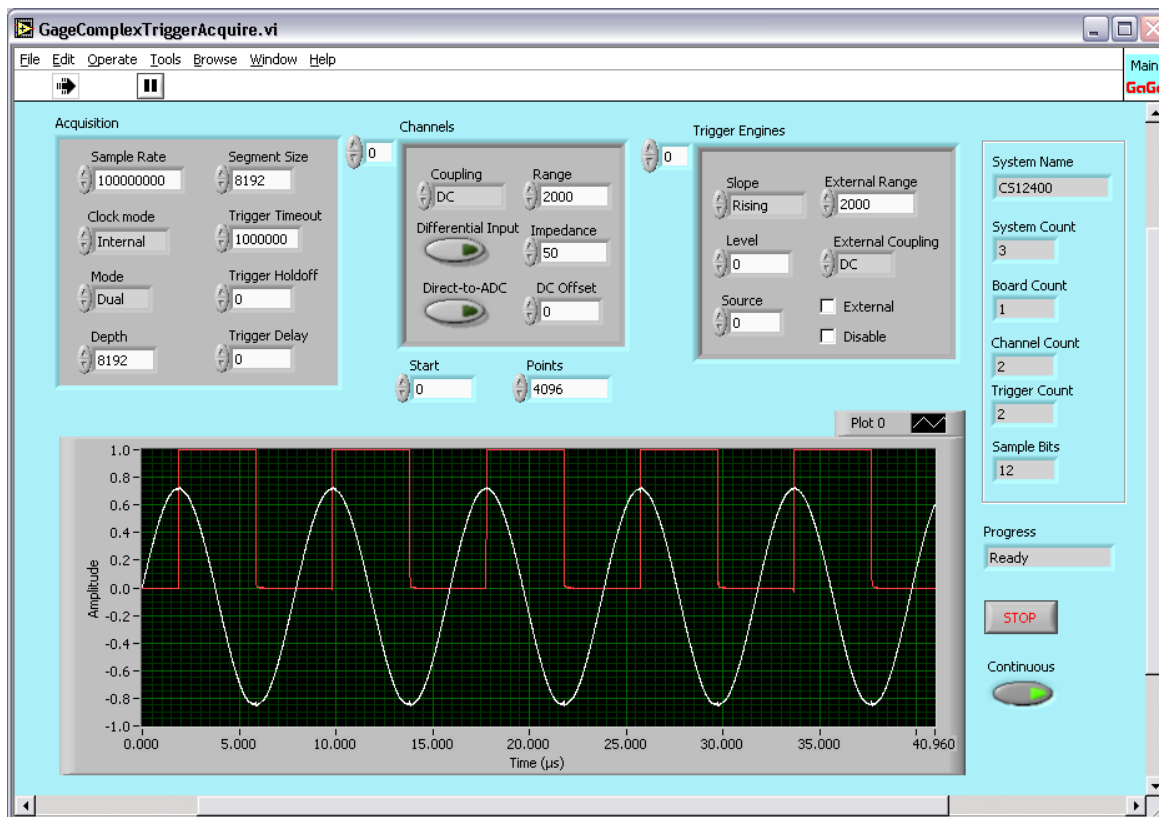 GageComplexTriggerAcquire.vi
File Edit Operate Tools Browse Window Help
Main
GaGe
Acquisition
Sample Rate
100000000
Segment Size
8192
Clock mode
Internal
Trigger Timeout
1000000
Mode
Dual
Trigger Holdoff
0
Depth
8192
Trigger Delay
0
0
Channels
Coupling
DC
Range
2000
Differential Input
Impedance
50
Direct-to-ADC
DC Offset
0
Start
0
Points
4096
0
Trigger Engines
Slope
Rising
External Range
2000
Level
0
External Coupling
DC
Source
0
External
Disable
System Name
CS12400
System Count
3
Board Count
1
Channel Count
2
Trigger Count
2
Sample Bits
12
Progress
Ready
STOP
Continuous
Plot 0
Amplitude
1.0
0.8
0.6
0.4
0.2
0.0
-0.2
-0.4
-0.6
-0.8
-1.0
0.000 5.000 10.000 15.000 20.000 25.000 30.000 35.000 40.960
Time (µs)